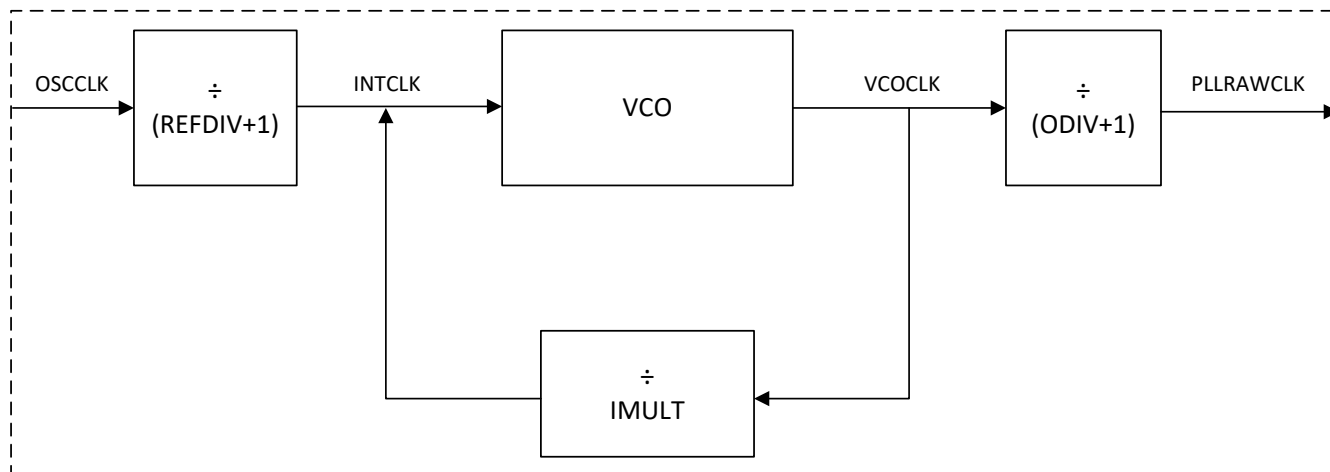 OSCCLK
÷
(REFDIV+1)
INTCLK
VCO
VCOCLK
÷
(ODIV+1)
PLLRAWCLK
÷
IMULT